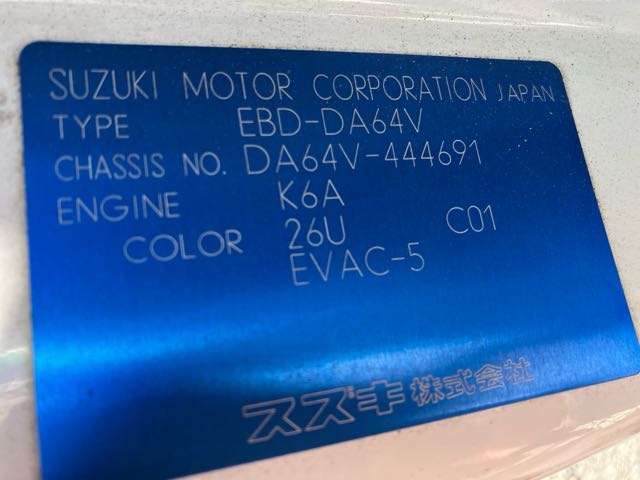 SUZUKI MOTOR CORPORATION JAPAN
TYPE EBD-DA64V
CHASSIS NO. DA64V-444691
ENGINE K6A
COLOR 26U C01
EVAC-5
スズキ株式会社